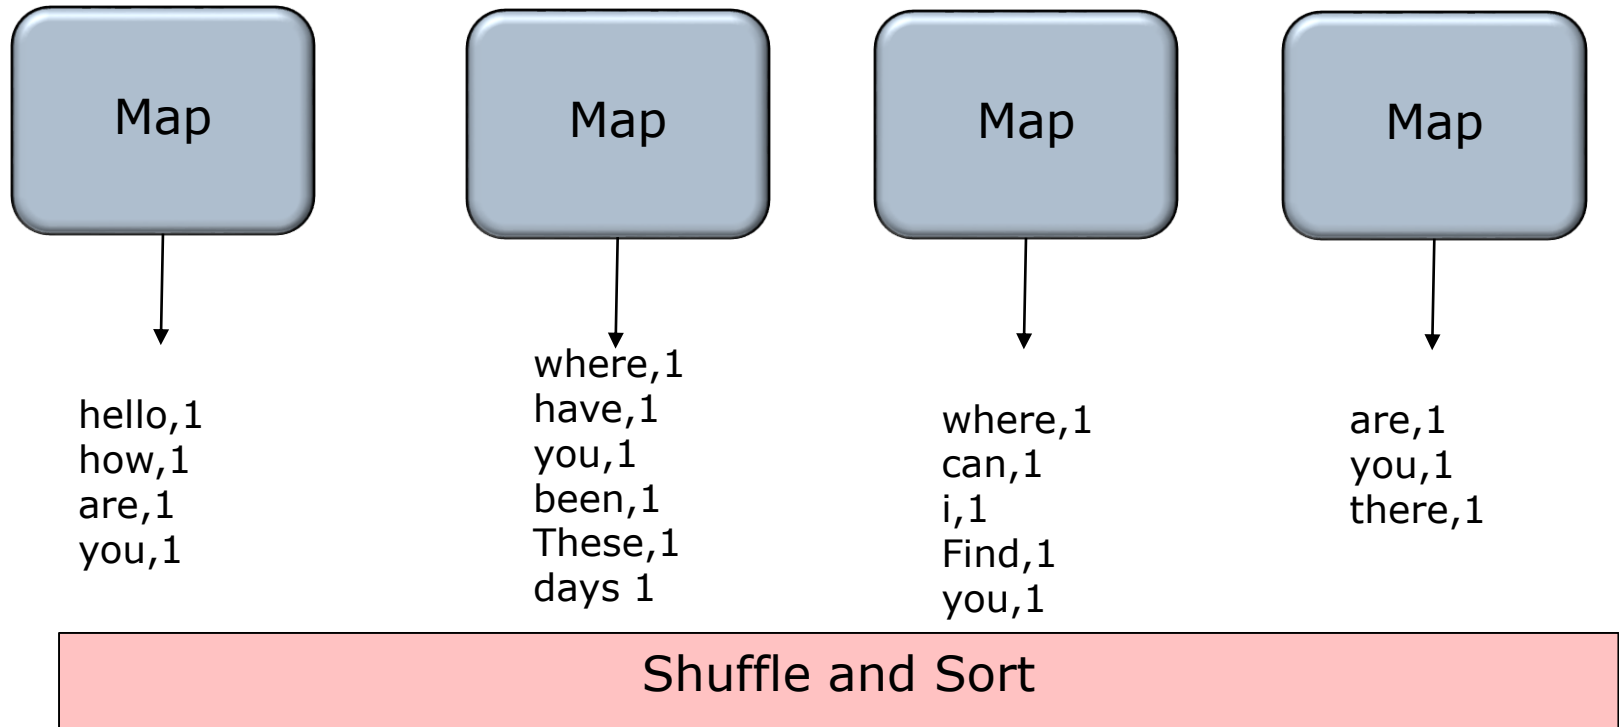 Map
Map
Map
Map
hello,1
how,1
are,1
you,1
where,1
have,1
you,1
been,1
These,1
days 1
where,1
can,1
i,1
Find,1
you,1
are,1
you,1
there,1
Shuffle and Sort